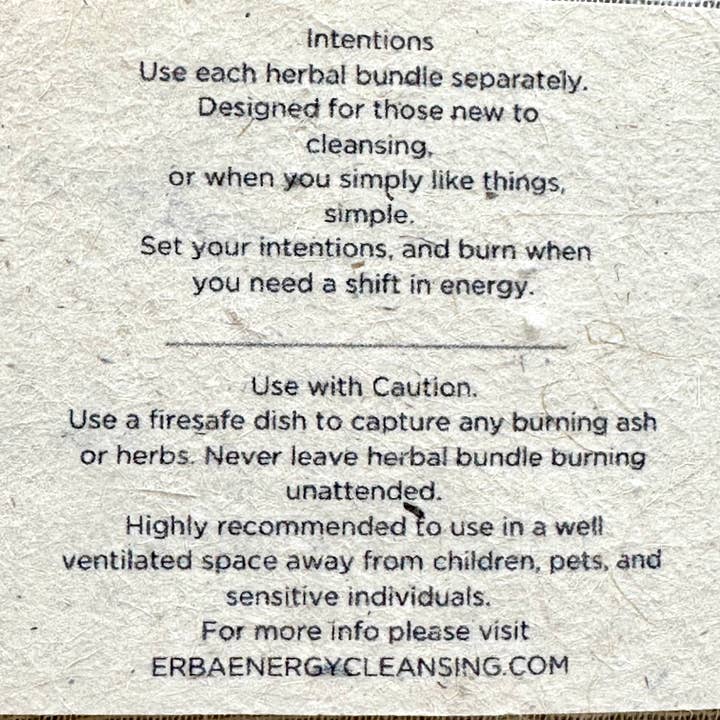 Intentions
Use each herbal bundle separately.
Designed for those new to
cleansing,
or when you simply like things,
simple.
Set your intentions, and burn when
you need a shift in energy.
Use with Caution.
Use a firesafe dish to capture any burning ash
or herbs. Never leave herbal bundle burning
unattended.
Highly recommended to use in a well
ventilated space away from children, pets, and
sensitive individuals.
For more info please visit
ERBAENERGYCLEANSING.COM